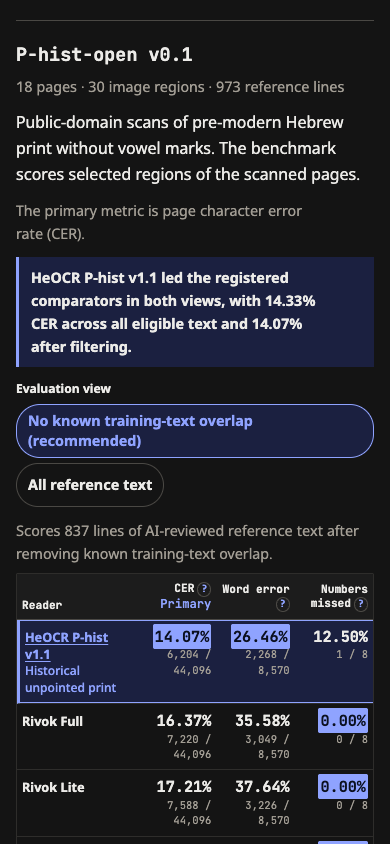 P-hist-open v0.1
18 pages · 30 image regions · 973 reference lines
Public-domain scans of pre-modern Hebrew
print without vowel marks. The benchmark
scores selected regions of the scanned pages.
The primary metric is page character error
rate (CER).
HeOCR P-hist v1.1 led the registered
comparators in both views, with 14.33%
CER across all eligible text and 14.07%
after filtering.
Evaluation view
No known training-text overlap
(recommended)
All reference text
Scores 837 lines of AI-reviewed reference text after
removing known training-text overlap.
CER ? Word error Numbers
Reader Primary ? missed ?
HeOCR P-hist 14.07% 26.46% 12.50%
v1.1 6,204 / 2,268 / 1 / 8
Historical 44,096 8,570
unpointed print
Rivok Full 16.37% 35.58% 0.00%
7,220 / 3,049 / 0 / 8
44,096 8,570
Rivok Lite 17.21% 37.64% 0.00%
7,588 / 3,226 / 0 / 8
44,096 8,570